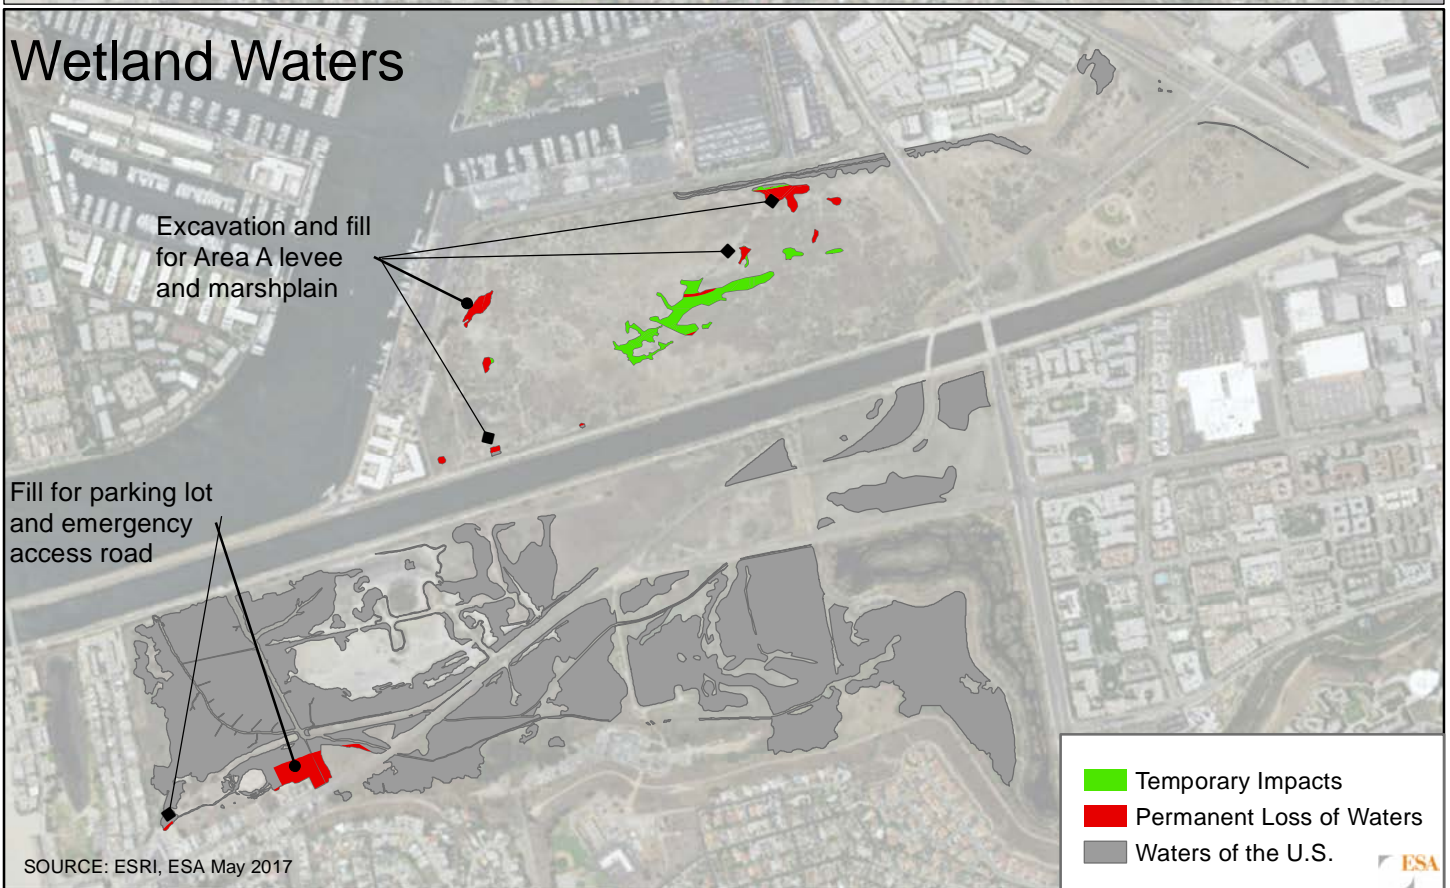 Wetland Waters
Excavation and fill
for Area A levee
and marshplain
Fill for parking lot
and emergency
access road
Temporary Impacts
Permanent Loss of Waters
Waters of the U.S.
SOURCE: ESRI, ESA May 2017
ESA